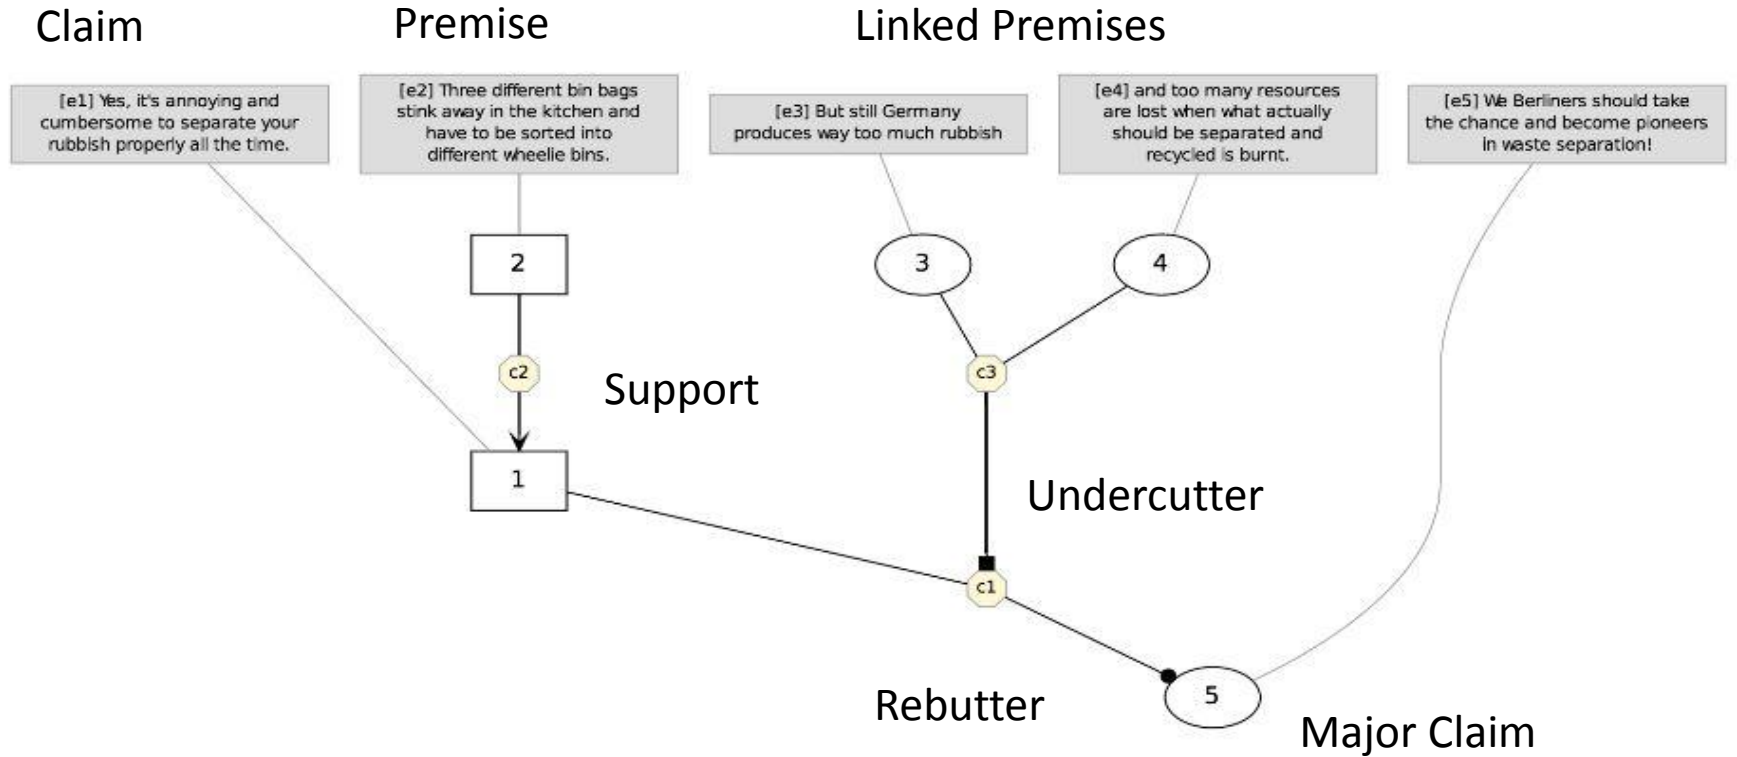 Claim
Premise
Linked Premises
[e1] Yes, it's annoying and
cumbersome to separate your
rubbish properly all the time.
[e2] Three different bin bags
stink away in the kitchen and
have to be sorted into
different wheelie bins.
[e3] But still Germany
produces way too much rubbish
[e4] and too many resources
are lost when what actually
should be separated and
recycled is burnt.
[e5] We Berliners should take
the chance and become pioneers
in waste separation!
2
3
4
c2
c3
Support
1
Undercutter
c1
5
Rebutter
Major Claim